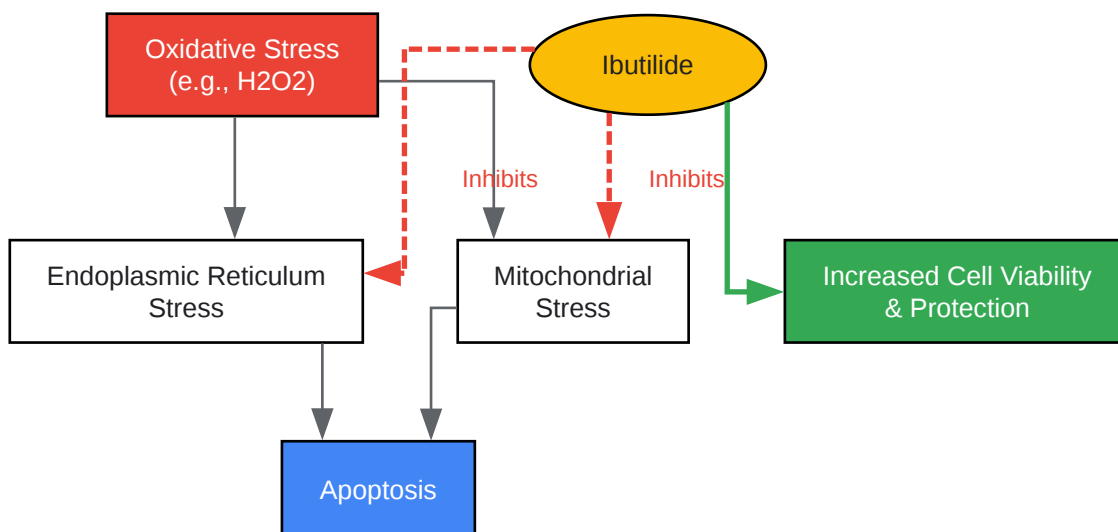 Oxidative Stress
(e.g., H2O2)
Ibutilide
Inhibits
Inhibits
Endoplasmic Reticulum
Stress
Mitochondrial
Stress
Increased Cell Viability
& Protection
Apoptosis